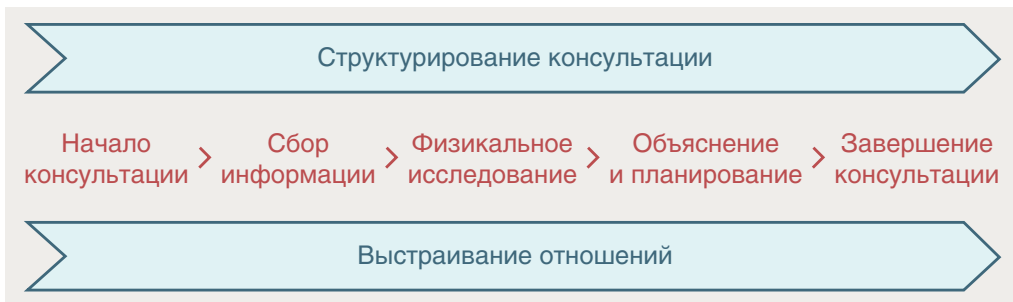 Структурирование консультации
Начало консультации
Сбор информации
Физикальное исследование
Объяснение и планирование
Завершение консультации
Выстраивание отношений